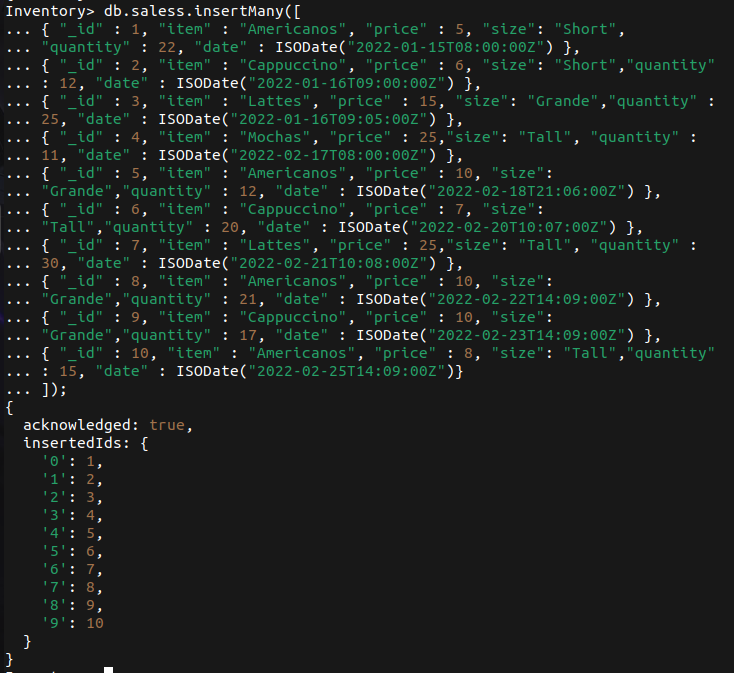 Inventory> db.saless.insertMany([
... { "_id" : 1, "item" : "Americanos", "price" : 5, "size": "Short",
... "quantity" : 22, "date" : ISODate("2022-01-15T08:00:00Z") },
... { "_id" : 2, "item" : "Cappuccino", "price" : 6, "size": "Short","quantity"
... : 12, "date" : ISODate("2022-01-16T09:00:00Z") },
... { "_id" : 3, "item" : "Lattes", "price" : 15, "size": "Grande","quantity" :
... 25, "date" : ISODate("2022-01-16T09:05:00Z") },
... { "_id" : 4, "item" : "Mochas", "price" : 25,"size": "Tall", "quantity" :
... 11, "date" : ISODate("2022-02-17T08:00:00Z") },
... { "_id" : 5, "item" : "Americanos", "price" : 10, "size":
... "Grande","quantity" : 12, "date" : ISODate("2022-02-18T21:06:00Z") },
... { "_id" : 6, "item" : "Cappuccino", "price" : 7, "size":
... "Tall","quantity" : 20, "date" : ISODate("2022-02-20T10:07:00Z") },
... { "_id" : 7, "item" : "Lattes", "price" : 25,"size": "Tall", "quantity" :
... 30, "date" : ISODate("2022-02-21T10:08:00Z") },
... { "_id" : 8, "item" : "Americanos", "price" : 10, "size":
... "Grande","quantity" : 21, "date" : ISODate("2022-02-22T14:09:00Z") },
... { "_id" : 9, "item" : "Cappuccino", "price" : 10, "size":
... "Grande","quantity" : 17, "date" : ISODate("2022-02-23T14:09:00Z") },
... { "_id" : 10, "item" : "Americanos", "price" : 8, "size": "Tall","quantity"
... : 15, "date" : ISODate("2022-02-25T14:09:00Z")}
... ]);
{
  acknowledged: true,
  insertedIds: {
    '0': 1,
    '1': 2,
    '2': 3,
    '3': 4,
    '4': 5,
    '5': 6,
    '6': 7,
    '7': 8,
    '8': 9,
    '9': 10
  }
}